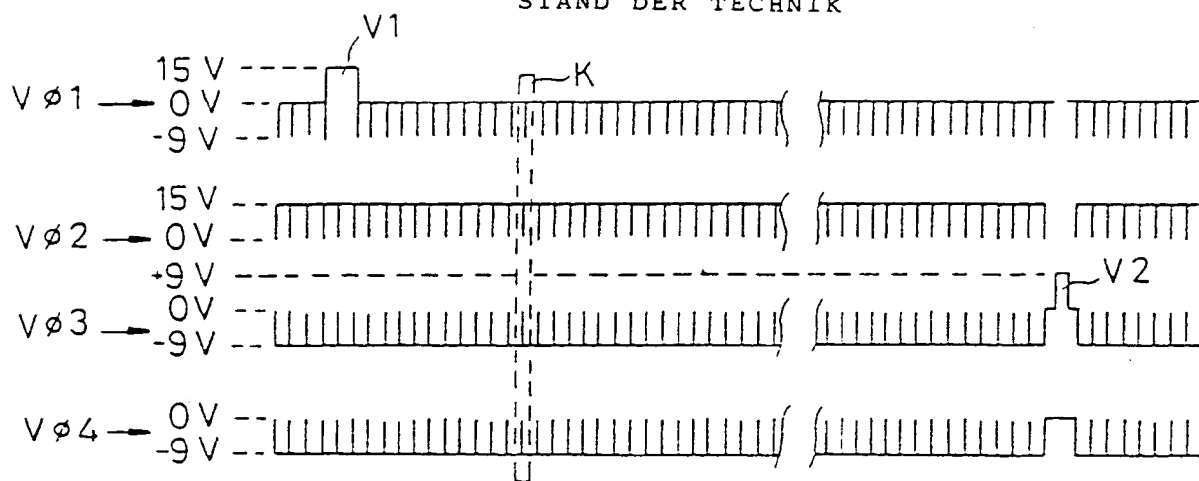 STAND DER TECHNIK
V1
15 V
K
Vø1
0 V
-9 V
15 V
Vø2
0 V
+9 V
V2
0 V
Vø3
-9 V
0 V
Vø4
-9 V